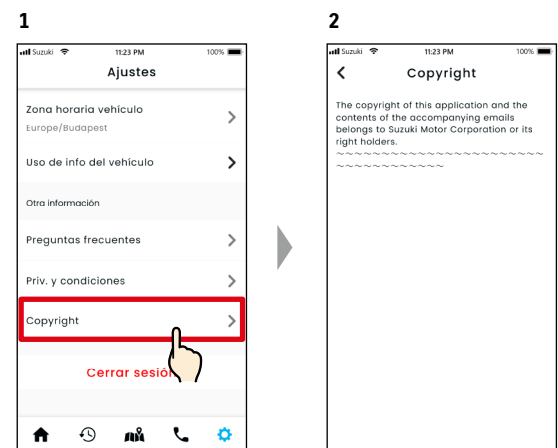 1
Suzuki 11:23 PM 100%
Ajustes
Zona horaria vehículo
Europe/Budapest
Uso de info del vehículo
Otra información
Preguntas frecuentes
Priv. y condiciones
Copyright
Cerrar sesión
2
Suzuki 11:23 PM 100%
Copyright
The copyright of this application and the
contents of the accompanying emails
belongs to Suzuki Motor Corporation or its
right holders.
~~~~~~~~~~~~~~~~~~~~~~~
~~~~~~~~~~~~